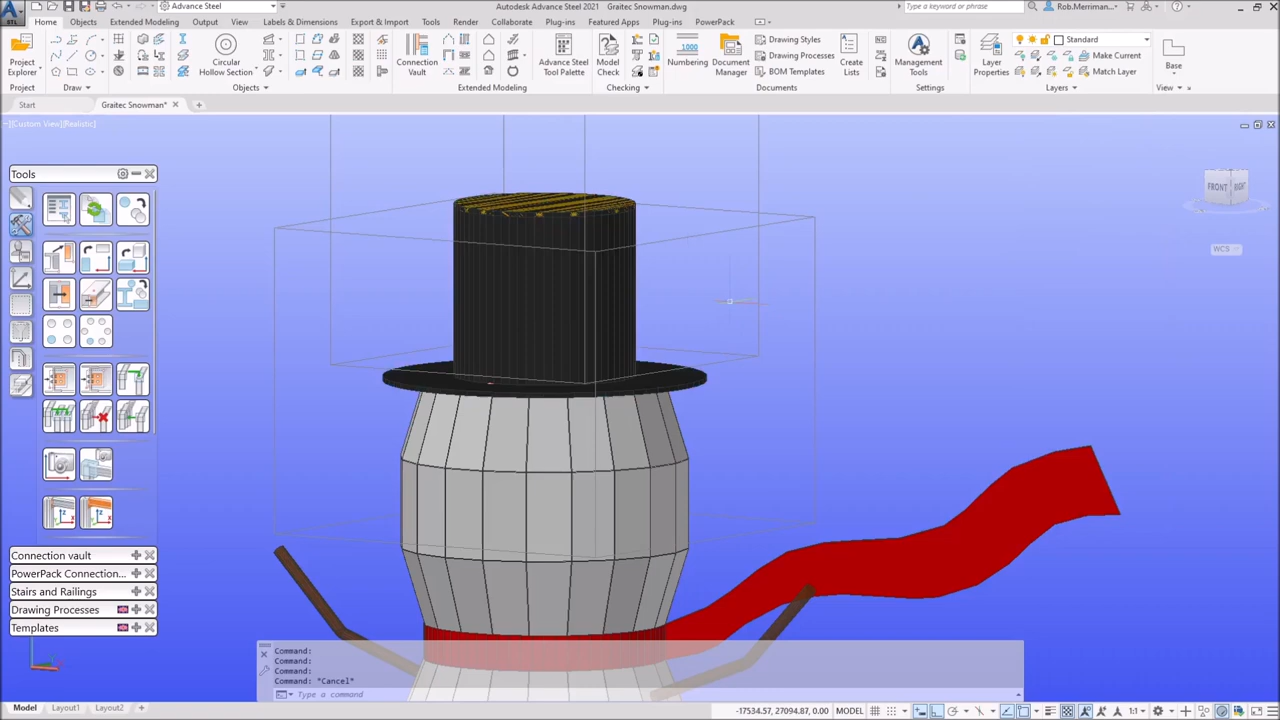 Advance Steel
Autodesk Advance Steel 2021
Graitec Snowman.dwg
Type a keyword or phrase
Rob.Merriman...
STL
Home
Objects
Extended Modeling
Output
View
Labels & Dimensions
Export & Import
Tools
Render
Collaborate
Plug-ins
Featured Apps
Plug-ins
PowerPack
Project Explorer
Circular Hollow Section
Connection Vault
Advance Steel Tool Palette
Model Check
1000
Numbering
Document Manager
Drawing Styles
Drawing Processes
BOM Templates
Create Lists
Management Tools
Layer Properties
Standard
Make Current
Match Layer
Base
Project
Draw
Objects
Extended Modeling
Checking
Documents
Settings
Layers
View
Start
Graitec Snowman*
[Custom View][Realistic]
Tools
FRONT
RIGHT
WCS
Connection vault
PowerPack Connection...
Stairs and Railings
Drawing Processes
Templates
Command:
Command:
Command:
Command: *Cancel*
Type a command
Model
Layout1
Layout2
-17534.57, 27094.87, 0.00
MODEL
1:1